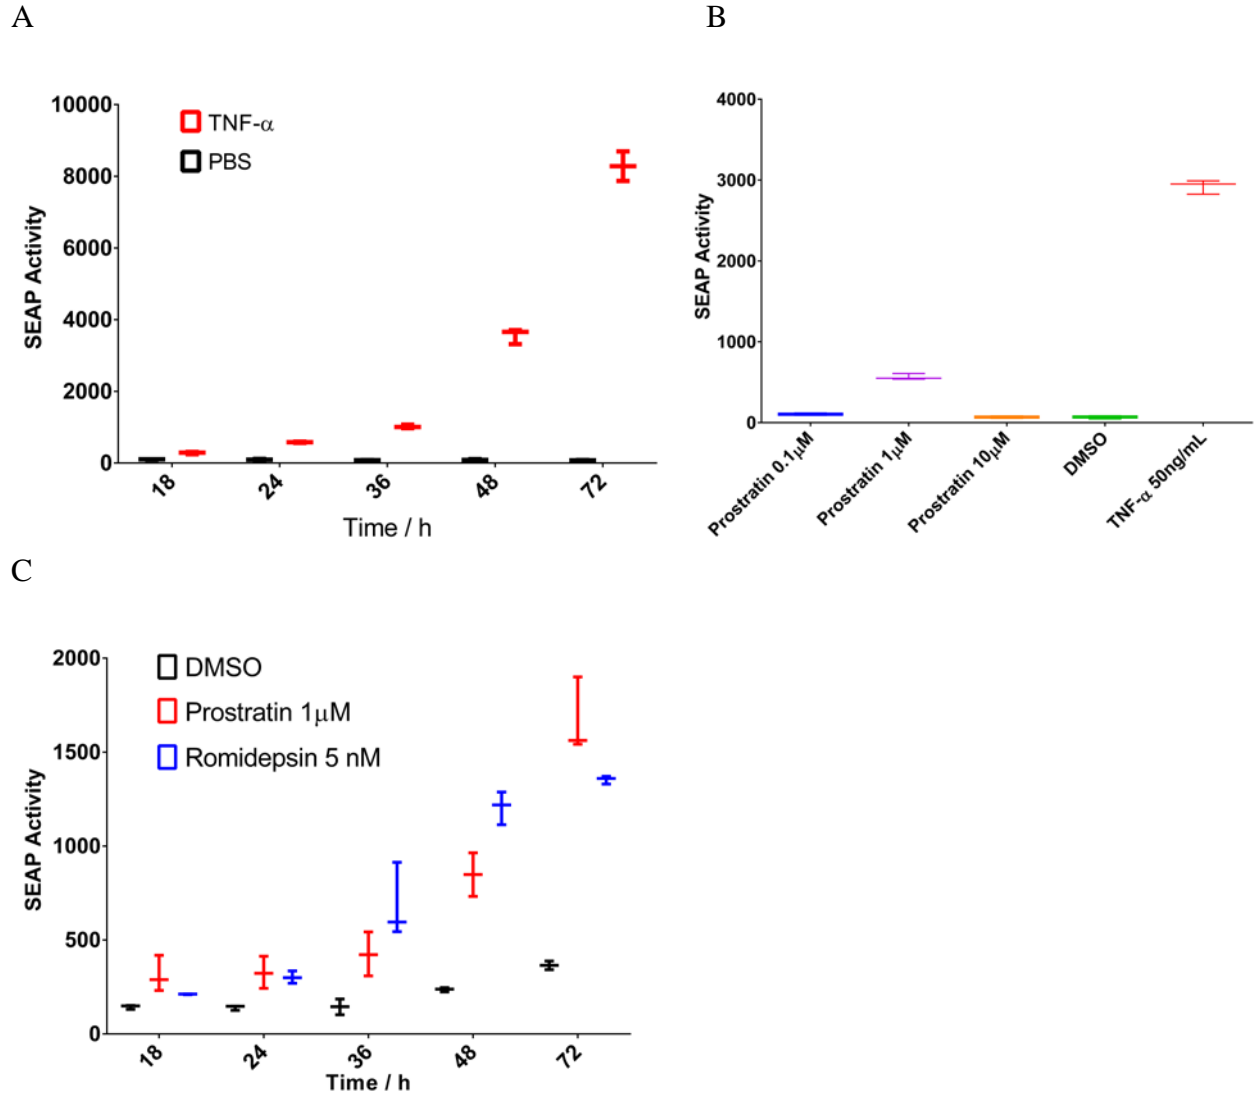 A
10000
8000
6000
4000
2000
0
SEAP Activity
TNF-α
PBS
18
24
36
48
72
Time / h
B
4000
3000
2000
1000
0
SEAP Activity
Prostratin 0.1μM
Prostratin 1μM
Prostratin 10μM
DMSO
TNF-α 50ng/mL
C
2000
1500
1000
500
0
SEAP Activity
DMSO
Prostratin 1μM
Romidepsin 5 nM
18
24
36
48
72
Time / h